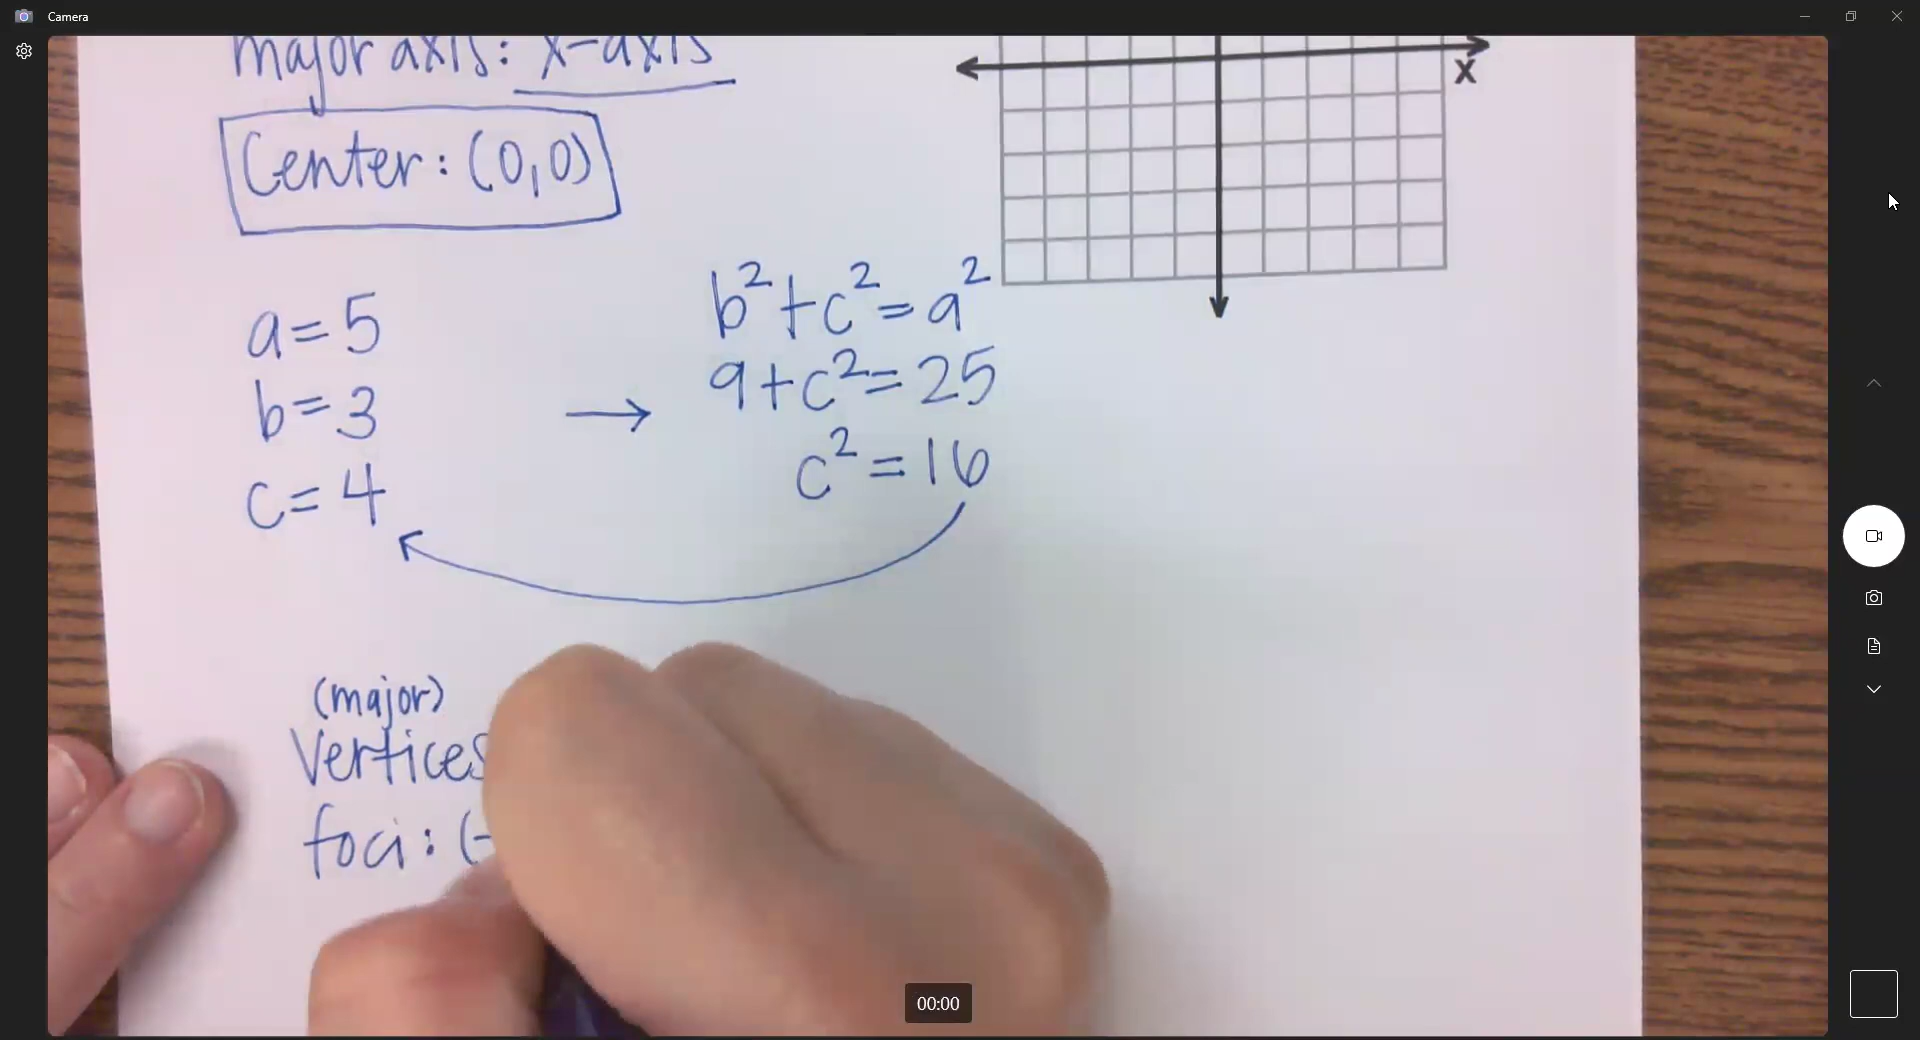 Camera
major axis: x-axis
x
Center: (0,0)
a=5
b=3
c=4
b²+c²=a²
9+c²=25
c²=16
(major)
Vertices
foci: (-
00:00